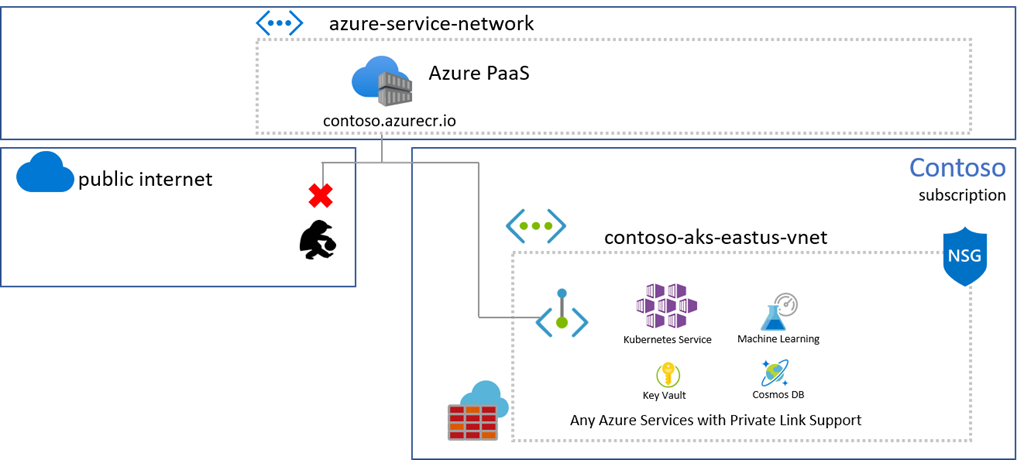 azure-service-network
Azure PaaS
contoso.azurecr.io
public internet
Contoso
subscription
contoso-aks-eastus-vnet
NSG
Kubernetes Service
Machine Learning
Key Vault
Cosmos DB
Any Azure Services with Private Link Support